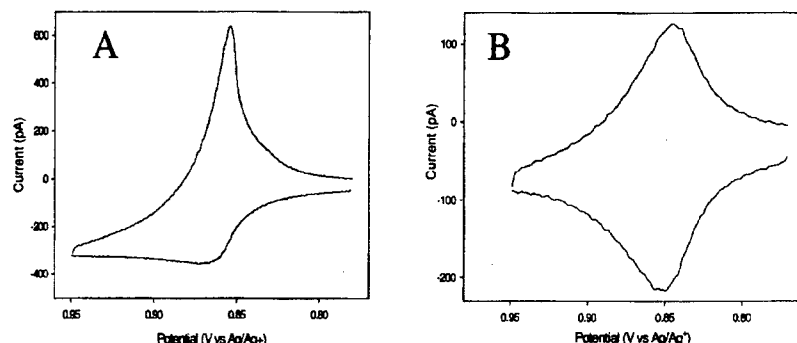 A
600
400
200
0
-200
-400
0.95 0.90 0.85 0.80
Current (pA)
Potential (V vs Ag/Ag+)
B
100
0
-100
-200
0.95 0.90 0.85 0.80
Current (pA)
Potential (V vs Ag/Ag+)